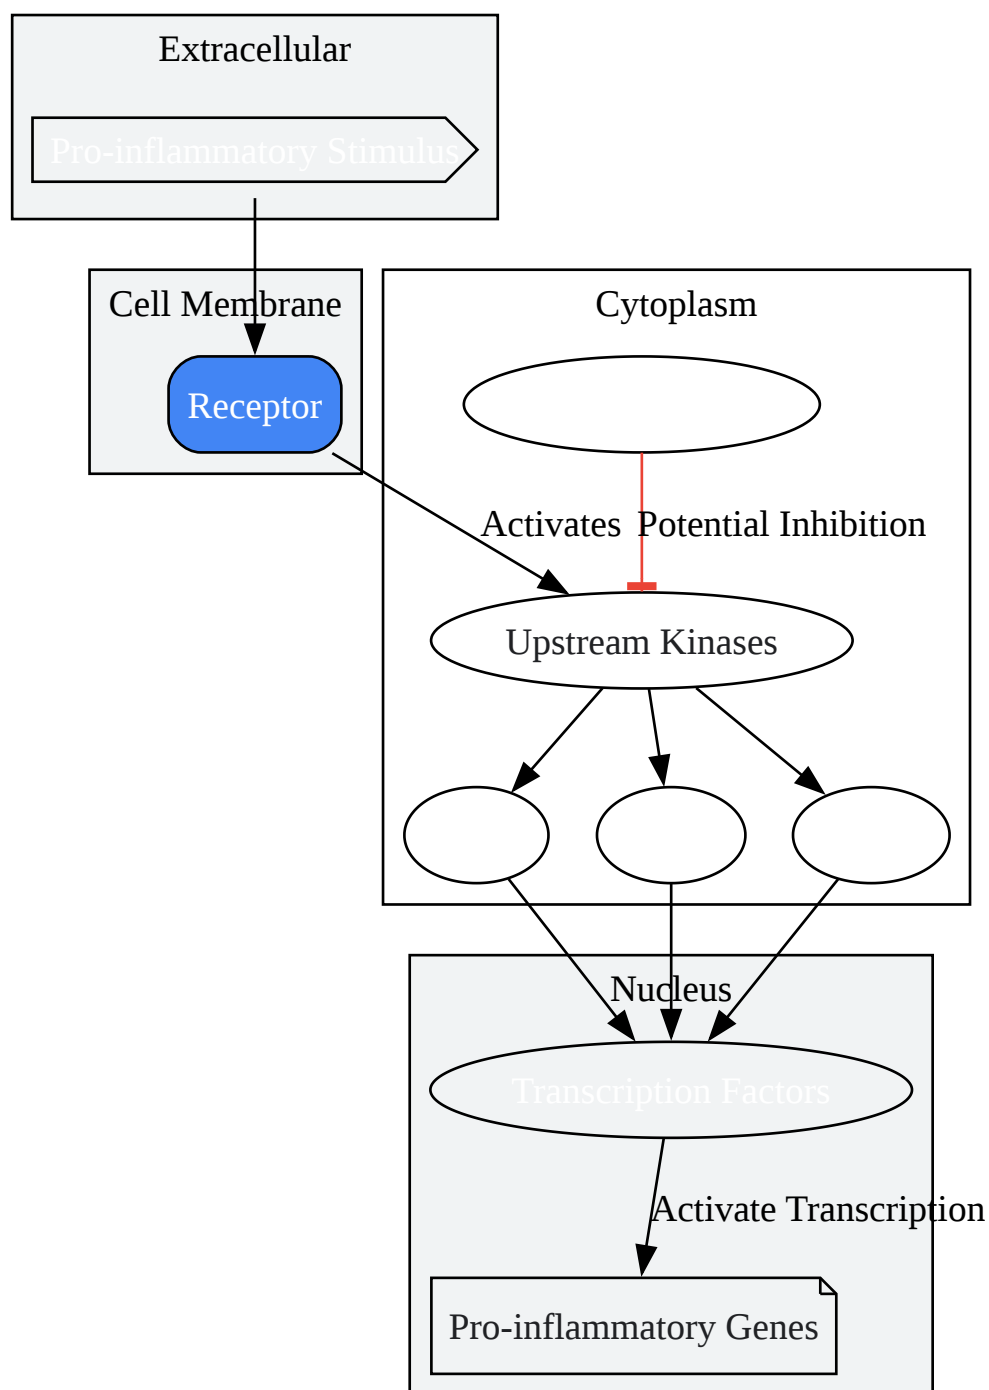 Extracellular
Pro-inflammatory Stimulus
Cell Membrane
Cytoplasm
Receptor
Activates
Potential Inhibition
Upstream Kinases
Nucleus
Transcription Factors
Activate Transcription
Pro-inflammatory Genes